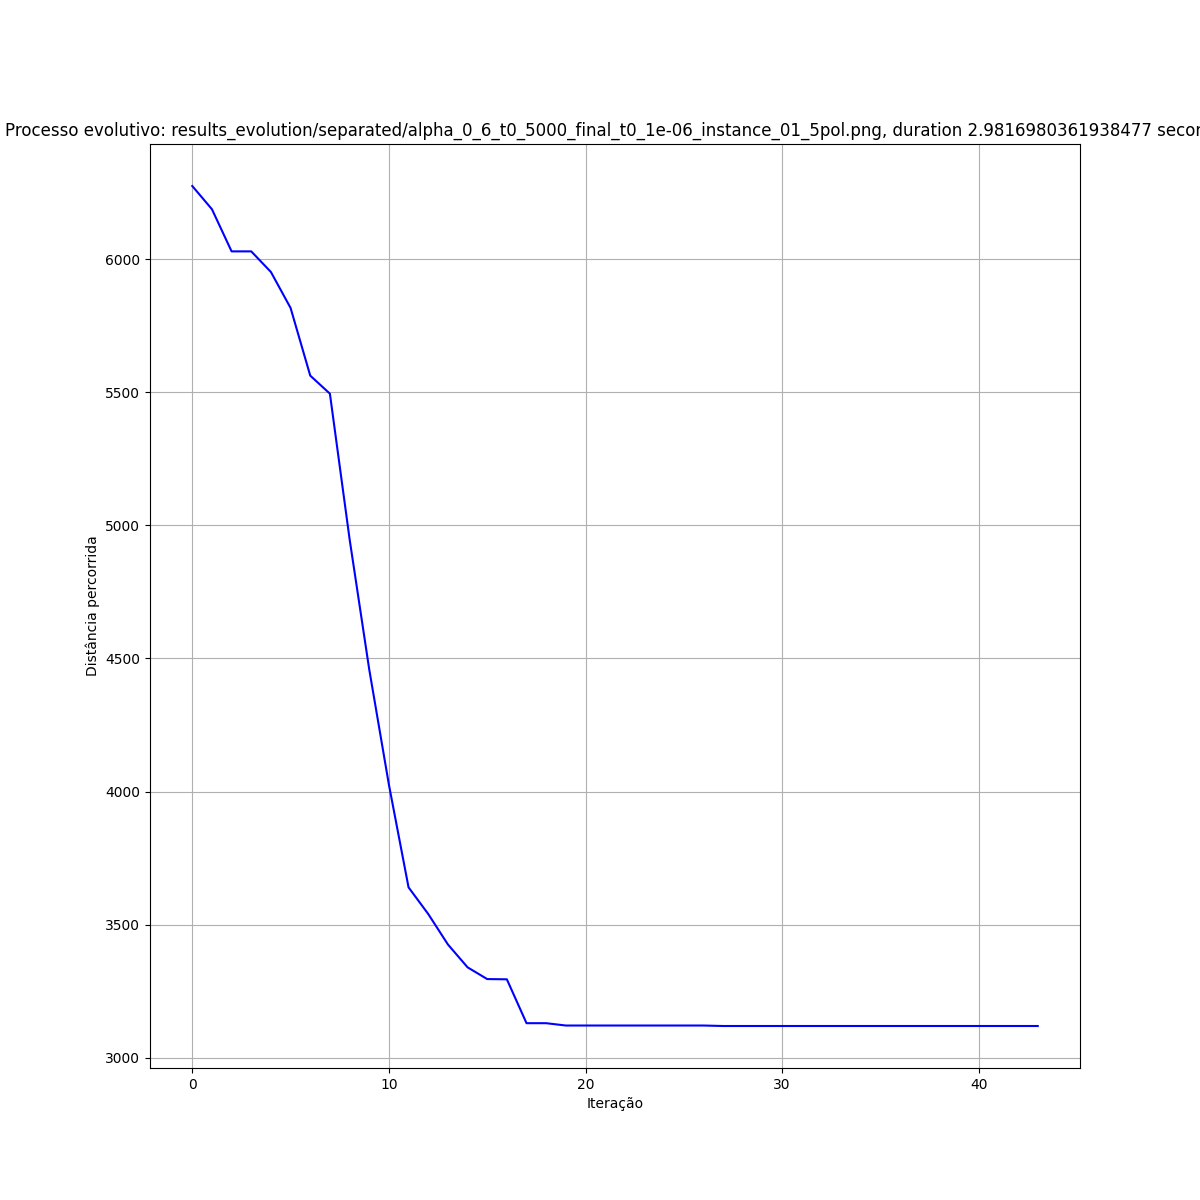 Processo evolutivo: results_evolution/separated/alpha_0_6_t0_5000_final_t0_1e-06_instance_01_5pol.png, duration 2.9816980361938477 secon
6000
5500
5000
4500
4000
3500
3000
Distância percorrida
0 10 20 30 40
Iteração